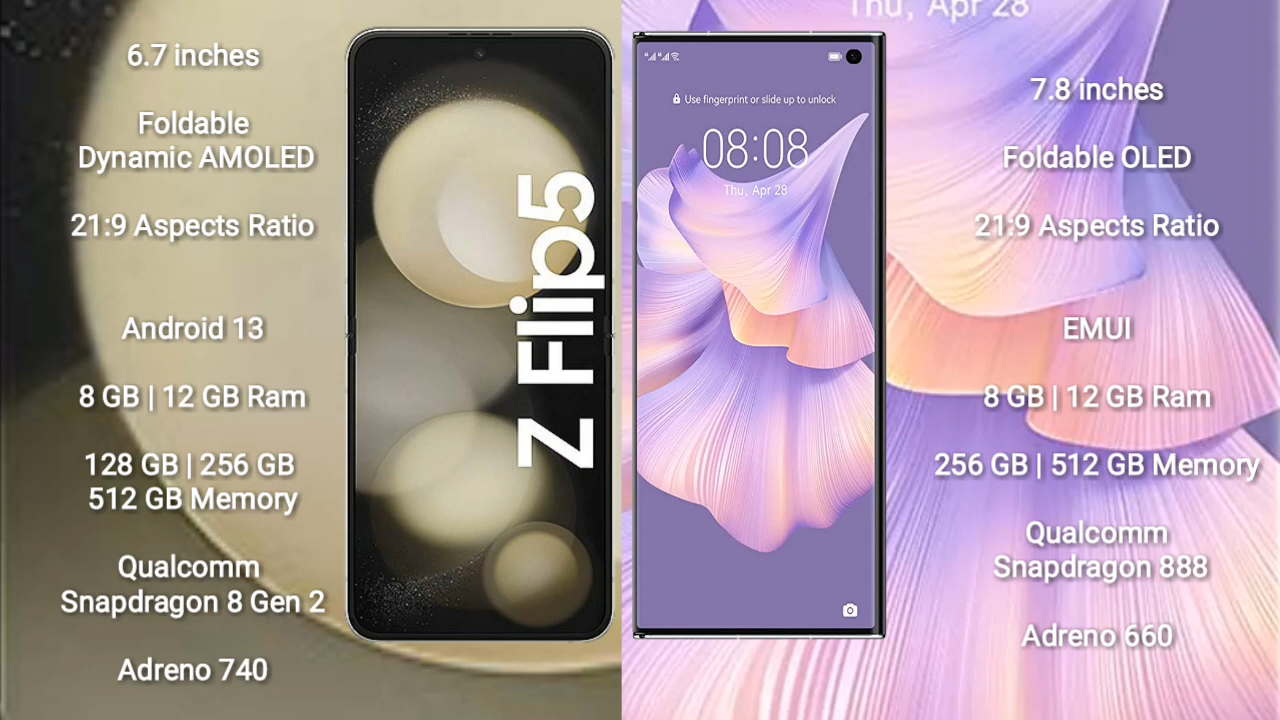 6.7 inches
Foldable
Dynamic AMOLED
21:9 Aspects Ratio
Android 13
8 GB | 12 GB Ram
128 GB | 256 GB
512 GB Memory
Qualcomm
Snapdragon 8 Gen 2
Adreno 740
Z Flip5
Use fingerprint or slide up to unlock
08:08
Thu, Apr 28
Thu, Apr 28
7.8 inches
Foldable OLED
21:9 Aspects Ratio
EMUI
8 GB | 12 GB Ram
256 GB | 512 GB Memory
Qualcomm
Snapdragon 888
Adreno 660